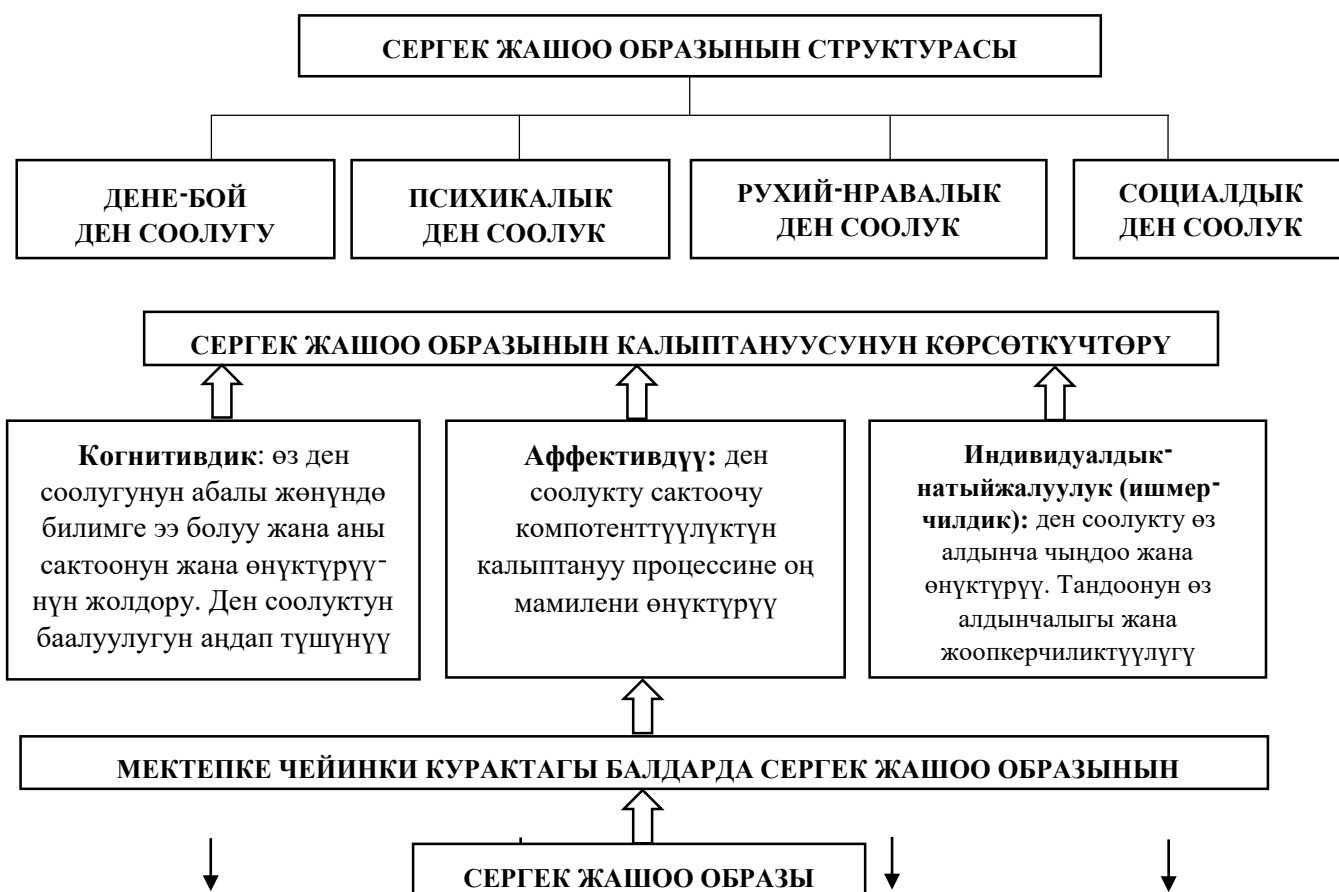 СЕРГЕК ЖАШОО ОБРАЗЫНЫН СТРУКТУРАСЫ
ДЕНЕ-БОЙ
ДЕН СООЛУГУ
ПСИХИКАЛЫК
ДЕН СООЛУК
РУХИЙ-НРАВАЛЫК
ДЕН СООЛУК
СОЦИАЛДЫК
ДЕН СООЛУК
СЕРГЕК ЖАШОО ОБРАЗЫНЫН КАЛЫПТАНУУСУНУН КӨРСӨТКҮЧТӨРҮ
Когнитивдик: өз ден
соолугунун абалы жөнүндө
билимге ээ болуу жана аны
сактоонун жана өнүктүрүү-
нүн жолдору. Ден соолуктун
баалуулугун аңдап түшүнүү
Аффективдүү: ден
соолукту сактоочу
компотенттүүлүктүн
калыптануу процессине оң
мамилени өнүктүрүү
Индивидуалдык-
натыйжалуулук (ишмер-
чилдик): ден соолукту өз
алдынча чыңдоо жана
өнүктүрүү. Тандоонун өз
алдынчалыгы жана
жоопкерчиликтүүлүгү
МЕКТЕПКЕ ЧЕЙИНКИ КУРАКТАГЫ БАЛДАРДА СЕРГЕК ЖАШОО ОБРАЗЫНЫН
СЕРГЕК ЖАШОО ОБРАЗЫ